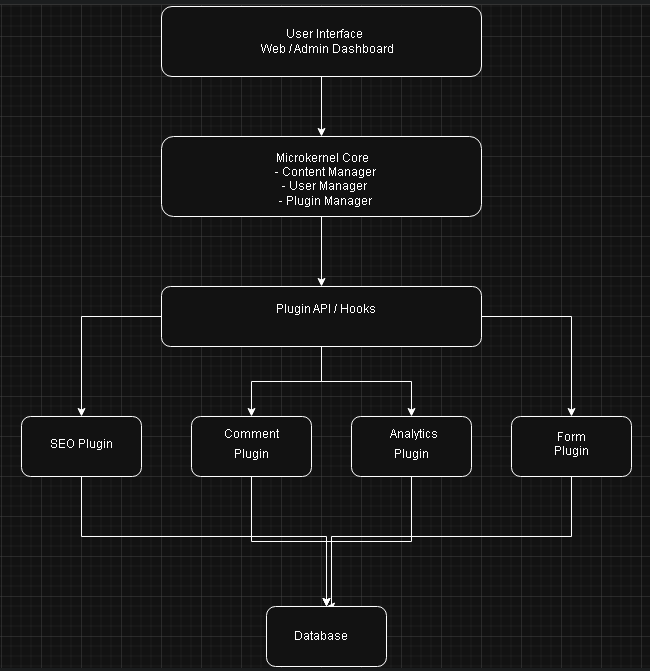 User Interface
Web / Admin Dashboard
Microkernel Core
- Content Manager
- User Manager
- Plugin Manager
Plugin API / Hooks
SEO Plugin
Comment
Plugin
Analytics
Plugin
Form
Plugin
Database